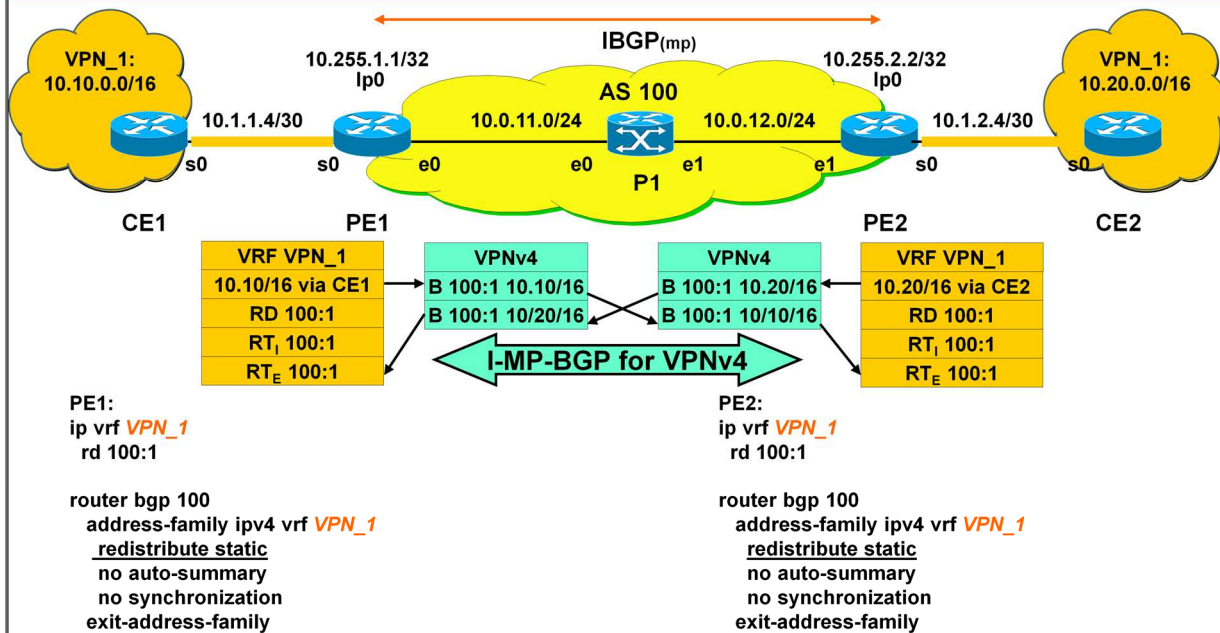 IBGP(mp)
VPN_1:
10.10.0.0/16
10.255.1.1/32
lp0
10.255.2.2/32
lp0
VPN_1:
10.20.0.0/16
AS 100
10.1.1.4/30
10.0.11.0/24
10.0.12.0/24
10.1.2.4/30
s0
s0
e0
e0
e1
e1
s0
s0
P1
CE1
PE1
PE2
CE2
VRF VPN_1
10.10/16 via CE1
RD 100:1
RT_I 100:1
RT_E 100:1
VPNv4
B 100:1 10.10/16
B 100:1 10/20/16
VPNv4
B 100:1 10.20/16
B 100:1 10/10/16
VRF VPN_1
10.20/16 via CE2
RD 100:1
RT_I 100:1
RT_E 100:1
I-MP-BGP for VPNv4
PE1:
ip vrf VPN_1
rd 100:1
router bgp 100
address-family ipv4 vrf VPN_1
redistribute static
no auto-summary
no synchronization
exit-address-family
PE2:
ip vrf VPN_1
rd 100:1
router bgp 100
address-family ipv4 vrf VPN_1
redistribute static
no auto-summary
no synchronization
exit-address-family